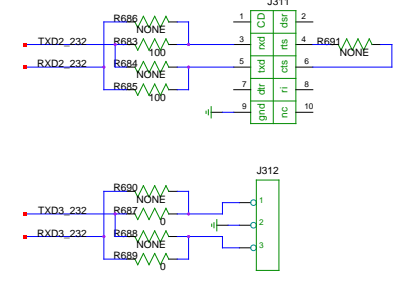 J311
R686
NONE
1 CD dsr 2
TXD2_232 R683 3 rxd rts 4 R691
100 NONE
RXD2_232 R684 5 txd cts 6
NONE
R685 7 dtr ri 8
100
9 gnd nc 10
J312
R690
NONE
1
TXD3_232 R687
0 2
RXD3_232 R688
NONE 3
R689
0